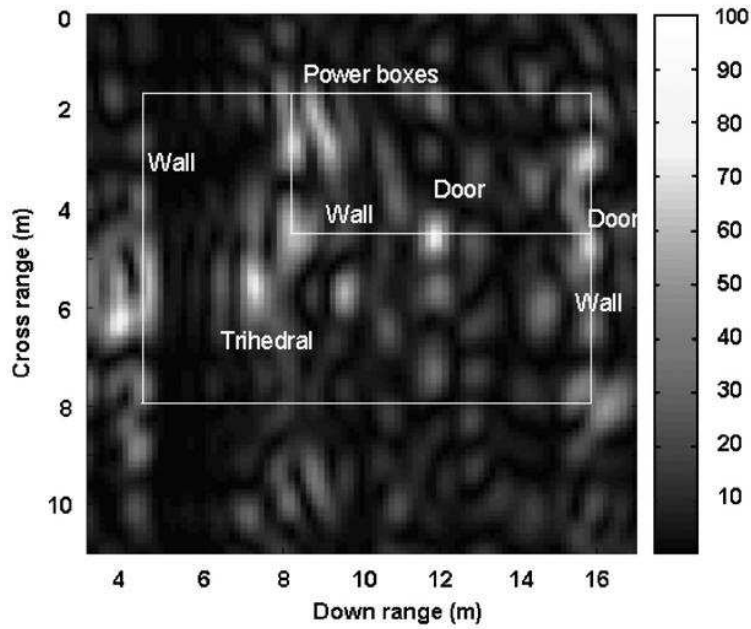 0
2
4
6
8
10
Cross range (m)
Power boxes
Wall
Door
Wall
Door
Wall
Trihedral
4 6 8 10 12 14 16
Down range (m)
100
90
80
70
60
50
40
30
20
10